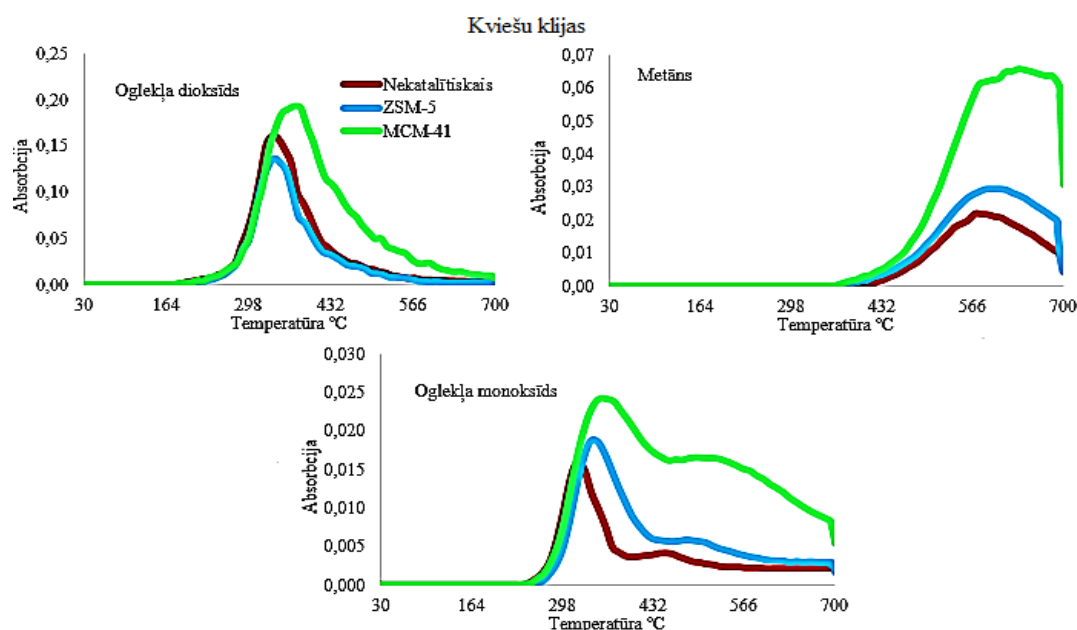 Kviešu klijas
Oglekļa dioksīds
Nekatalītiskais
ZSM-5
MCM-41
Absorbcija
0,25
0,20
0,15
0,10
0,05
0,00
30 164 298 432 566 700
Temperatūra ºC
Metāns
Absorbcija
0,07
0,06
0,05
0,04
0,03
0,02
0,01
0,00
30 164 298 432 566 700
Temperatūra ºC
Oglekļa monoksīds
Absorbcija
0,030
0,025
0,020
0,015
0,010
0,005
0,000
30 164 298 432 566 700
Temperatūra ºC